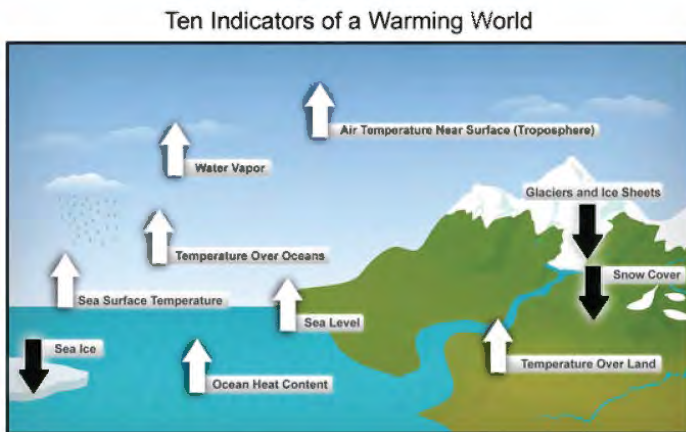 Ten Indicators of a Warming World
Air Temperature Near Surface (Troposphere)
Water Vapor
Glaciers and Ice Sheets
Temperature Over Oceans
Snow Cover
Sea Surface Temperature
Sea Level
Sea Ice
Temperature Over Land
Ocean Heat Content